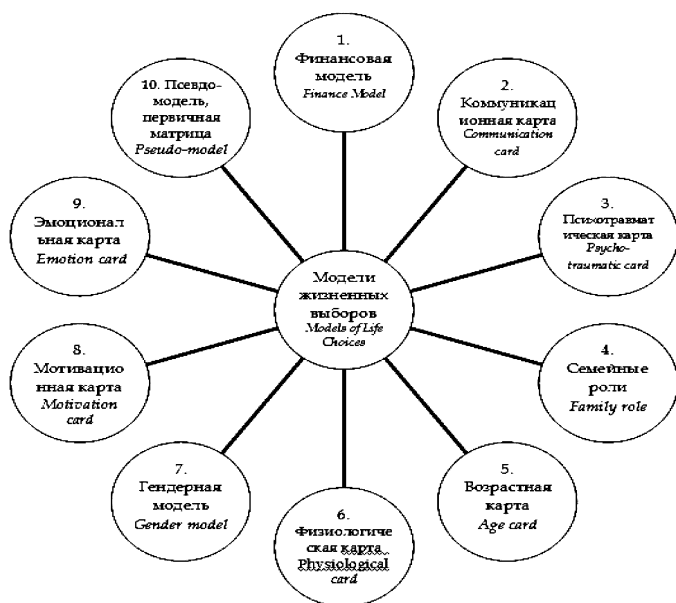 1.
Финансовая
модель
Finance Model
2.
Коммуникац
ионная карта
Communication
card
3.
Психотравмат
ическая карта
Psycho-
traumatic card
4.
Семейные
роли
Family role
5.
Возрастная
карта
Age card
6.
Физиологиче
ская карта
Physiological
card
7.
Гендерная
модель
Gender model
8.
Мотивацио
нная карта
Motivation
card
9.
Эмоционал
ьная карта
Emotion card
10. Псевдо-
модель,
первичная
матрица
Pseudo-model
Модели
жизненных
выборов
Models of Life
Choices